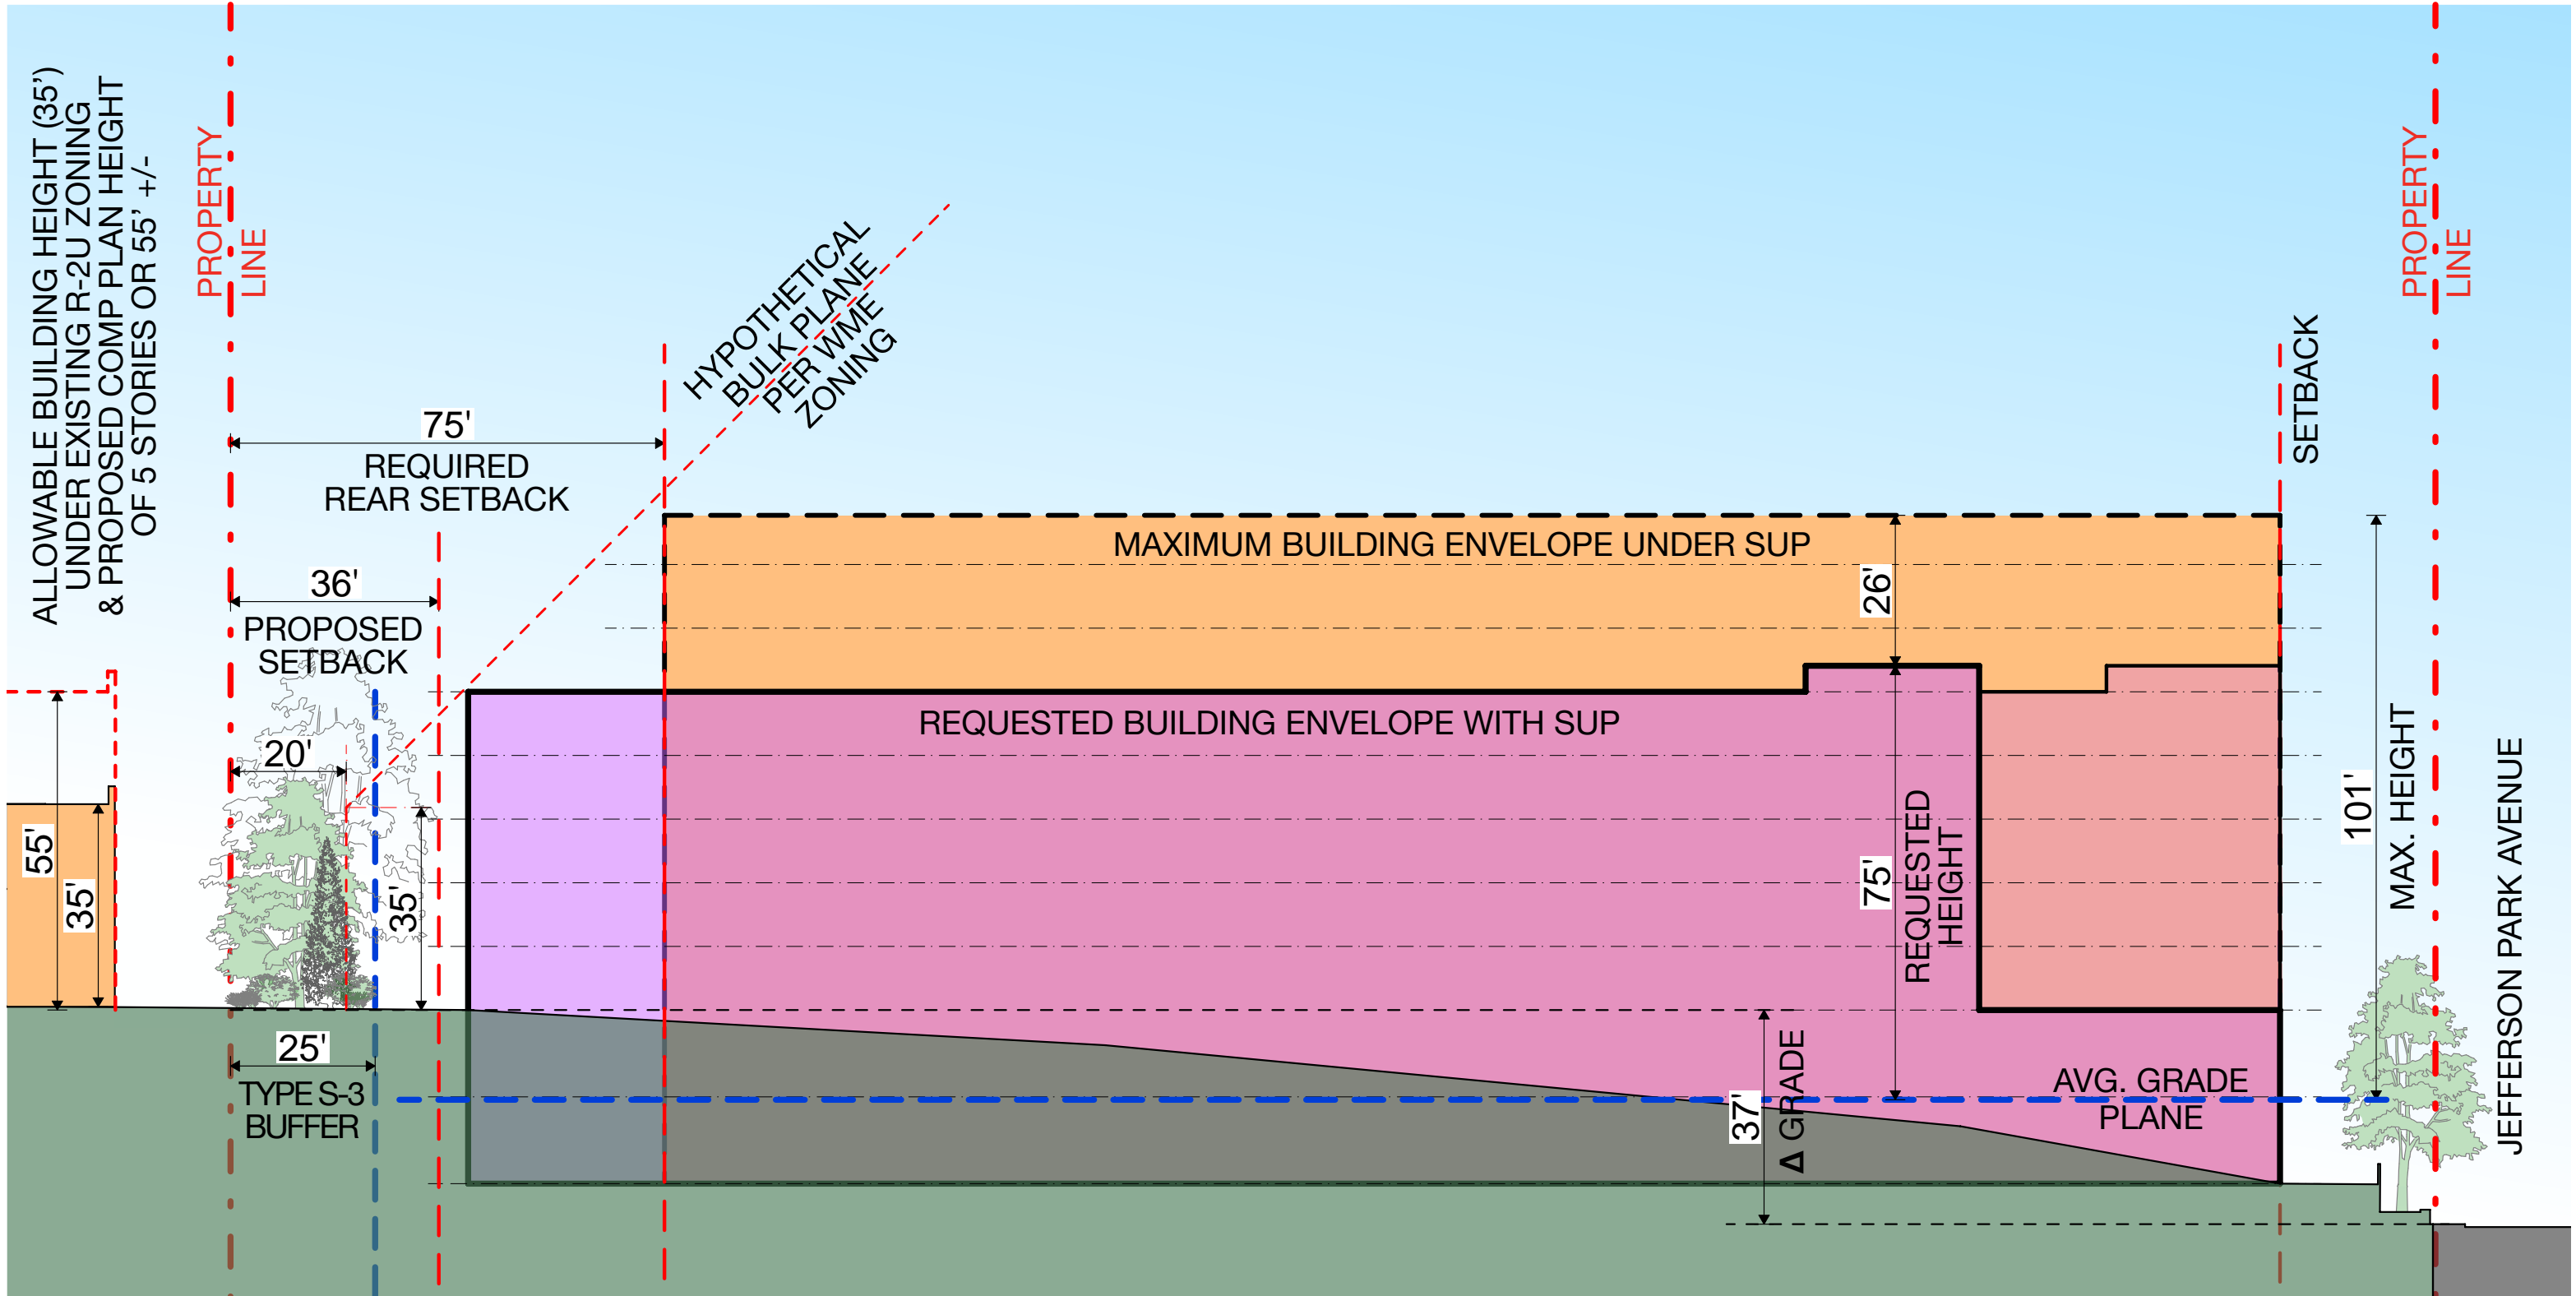 ALLOWABLE BUILDING HEIGHT (35')
UNDER EXISTING R-2U ZONING
& PROPOSED COMP PLAN HEIGHT
OF 5 STORIES OR 55' +/-
PROPERTY
LINE
HYPOTHETICAL
BULK PLANE
PER WME
ZONING
PROPERTY
LINE
SETBACK
75'
REQUIRED
REAR SETBACK
36'
PROPOSED
SETBACK
20'
MAXIMUM BUILDING ENVELOPE UNDER SUP
26'
REQUESTED BUILDING ENVELOPE WITH SUP
55'
35'
35'
75'
REQUESTED
HEIGHT
101'
MAX. HEIGHT
JEFFERSON PARK AVENUE
25'
TYPE S-3
BUFFER
37'
Δ GRADE
AVG. GRADE
PLANE